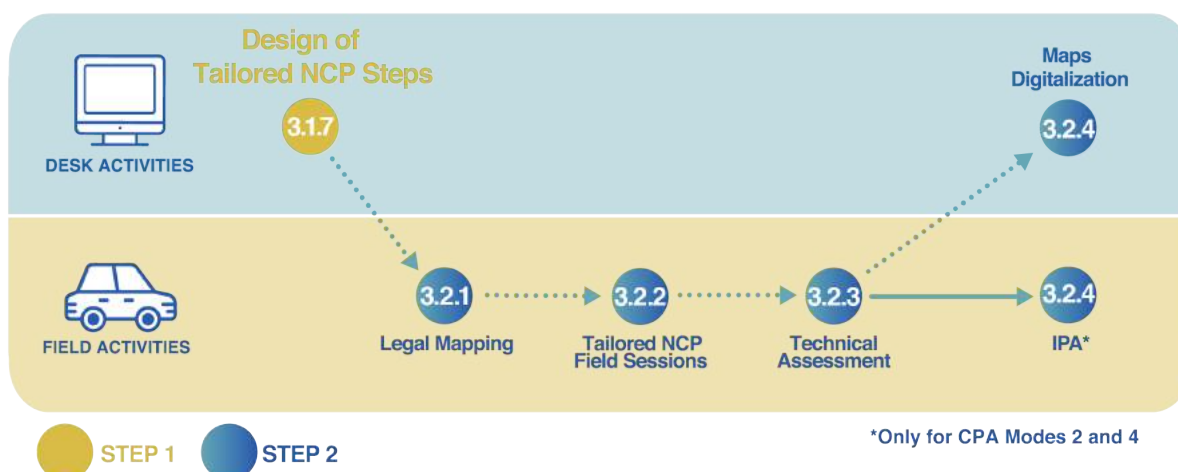 Design of
Tailored NCP Steps
3.1.7
DESK ACTIVITIES
Maps
Digitalization
3.2.4
FIELD ACTIVITIES
3.2.1
Legal Mapping
3.2.2
Tailored NCP
Field Sessions
3.2.3
Technical
Assessment
3.2.4
IPA*
STEP 1
STEP 2
*Only for CPA Modes 2 and 4